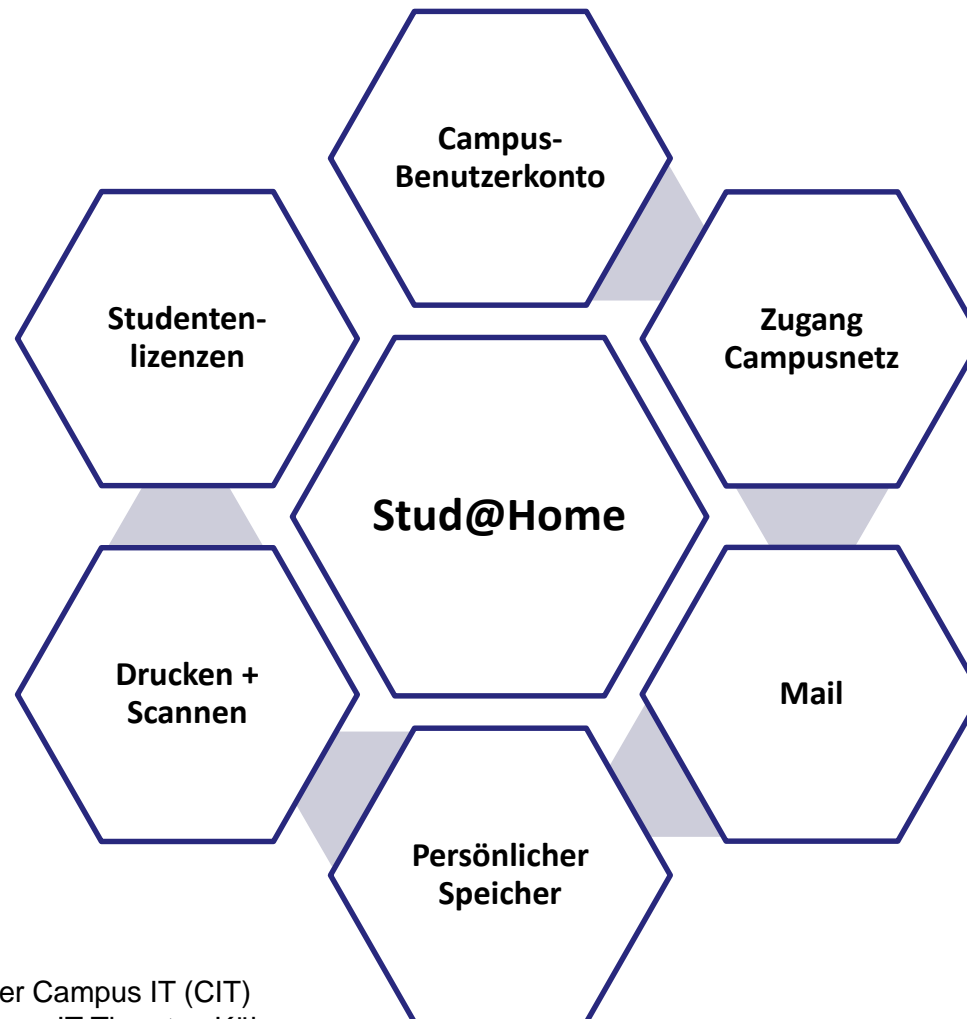 Campus-
Benutzerkonto
Studenten-
lizenzen
Zugang
Campusnetz
Stud@Home
Drucken +
Scannen
Mail
Persönlicher
Speicher
er Campus IT (CIT)